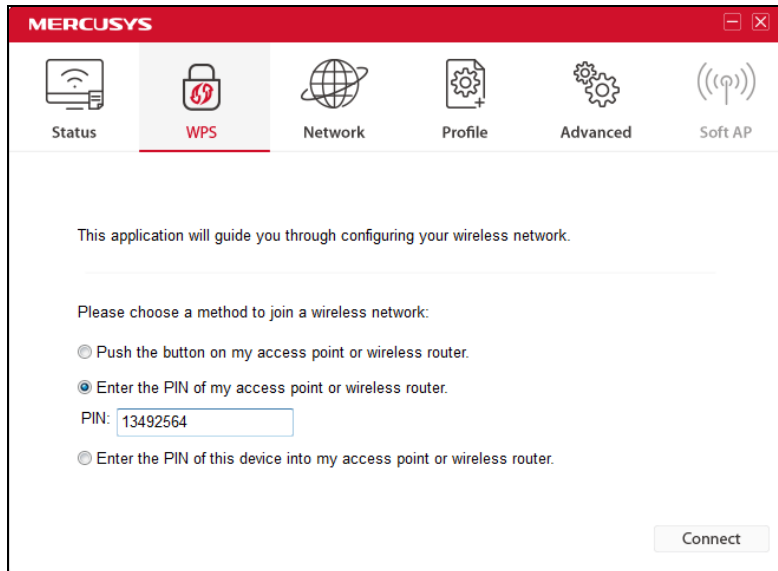 MERCUSYS
Status WPS Network Profile Advanced Soft AP
This application will guide you through configuring your wireless network.
Please choose a method to join a wireless network:
Push the button on my access point or wireless router.
Enter the PIN of my access point or wireless router.
PIN: 13492564
Enter the PIN of this device into my access point or wireless router.
Connect